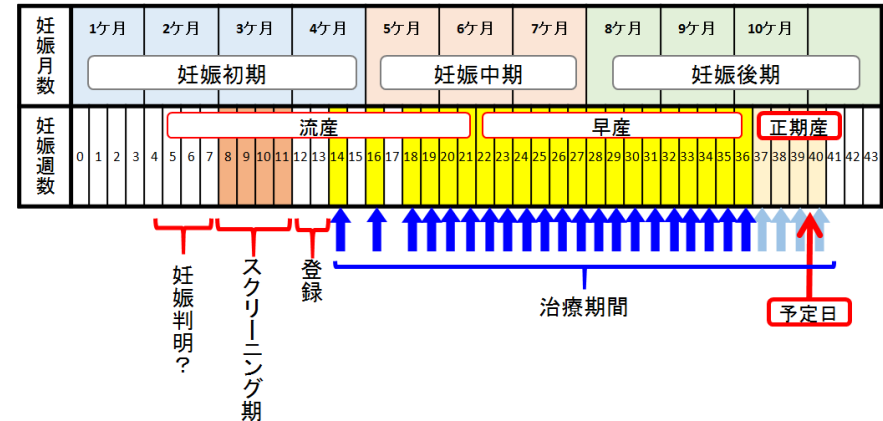 妊娠月数
1ケ月 2ケ月 3ケ月 4ケ月 5ケ月 6ケ月 7ケ月 8ケ月 9ケ月 10ケ月
妊娠初期 妊娠中期 妊娠後期
妊娠週数
流産 早産 正期産
0 1 2 3 4 5 6 7 8 9 10 11 12 13 14 15 16 17 18 19 20 21 22 23 24 25 26 27 28 29 30 31 32 33 34 35 36 37 38 39 40 41 42 43
妊娠判明?
スクリーニング期
登録
治療期間
予定日